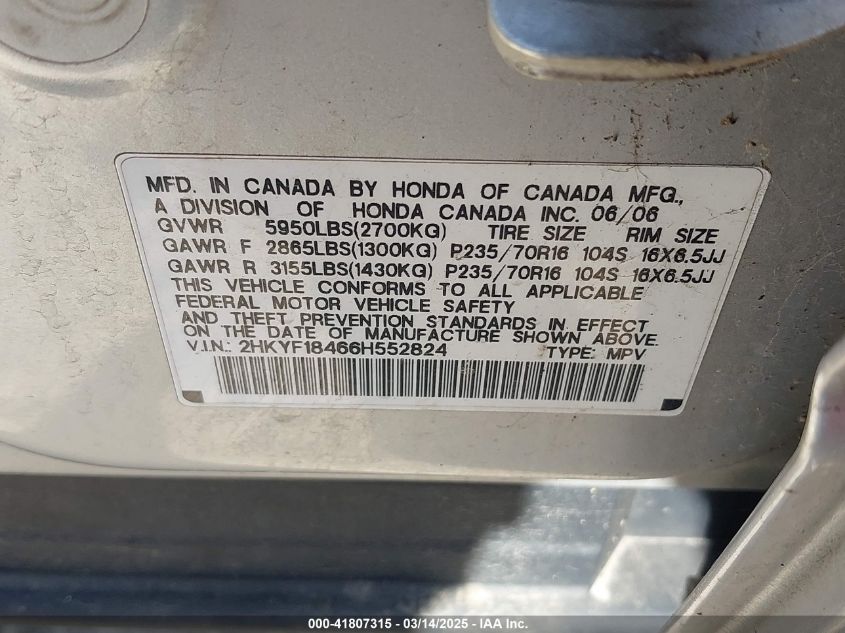 MFD. IN CANADA BY HONDA OF CANADA MFG.,
A DIVISION OF HONDA CANADA INC. 06/06
GVWR 5950LBS(2700KG) TIRE SIZE RIM SIZE
GAWR F 2865LBS(1300KG) P235/70R16 104S 16X6.5JJ
GAWR R 3155LBS(1430KG) P235/70R16 104S 16X6.5JJ
THIS VEHICLE CONFORMS TO ALL APPLICABLE
FEDERAL MOTOR VEHICLE SAFETY
AND THEFT PREVENTION STANDARDS IN EFFECT
ON THE DATE OF MANUFACTURE SHOWN ABOVE.
V.I.N.: 2HKYF18466H552824 TYPE: MPV
000-41807315 - 03/14/2025 - IAA Inc.